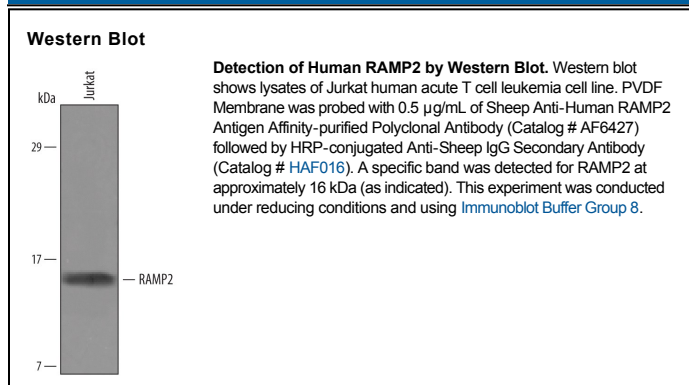 Western Blot
Jurkat
kDa
29
17
RAMP2
7
Detection of Human RAMP2 by Western Blot. Western blot
shows lysates of Jurkat human acute T cell leukemia cell line. PVDF
Membrane was probed with 0.5 µg/mL of Sheep Anti-Human RAMP2
Antigen Affinity-purified Polyclonal Antibody (Catalog # AF6427)
followed by HRP-conjugated Anti-Sheep IgG Secondary Antibody
(Catalog # HAF016). A specific band was detected for RAMP2 at
approximately 16 kDa (as indicated). This experiment was conducted
under reducing conditions and using Immunoblot Buffer Group 8.